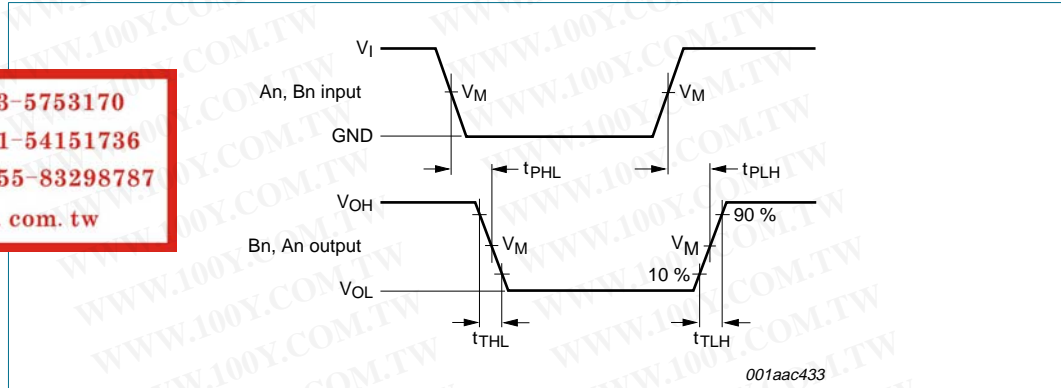 V_I
An, Bn input
V_M
V_M
GND
t_PHL
t_PLH
V_OH
90 %
Bn, An output
V_M
V_M
10 %
V_OL
t_THL
t_TLH
001aac433
3-5753170
1-54151736
55-83298787
com. tw
WWW.100Y.COM.TW